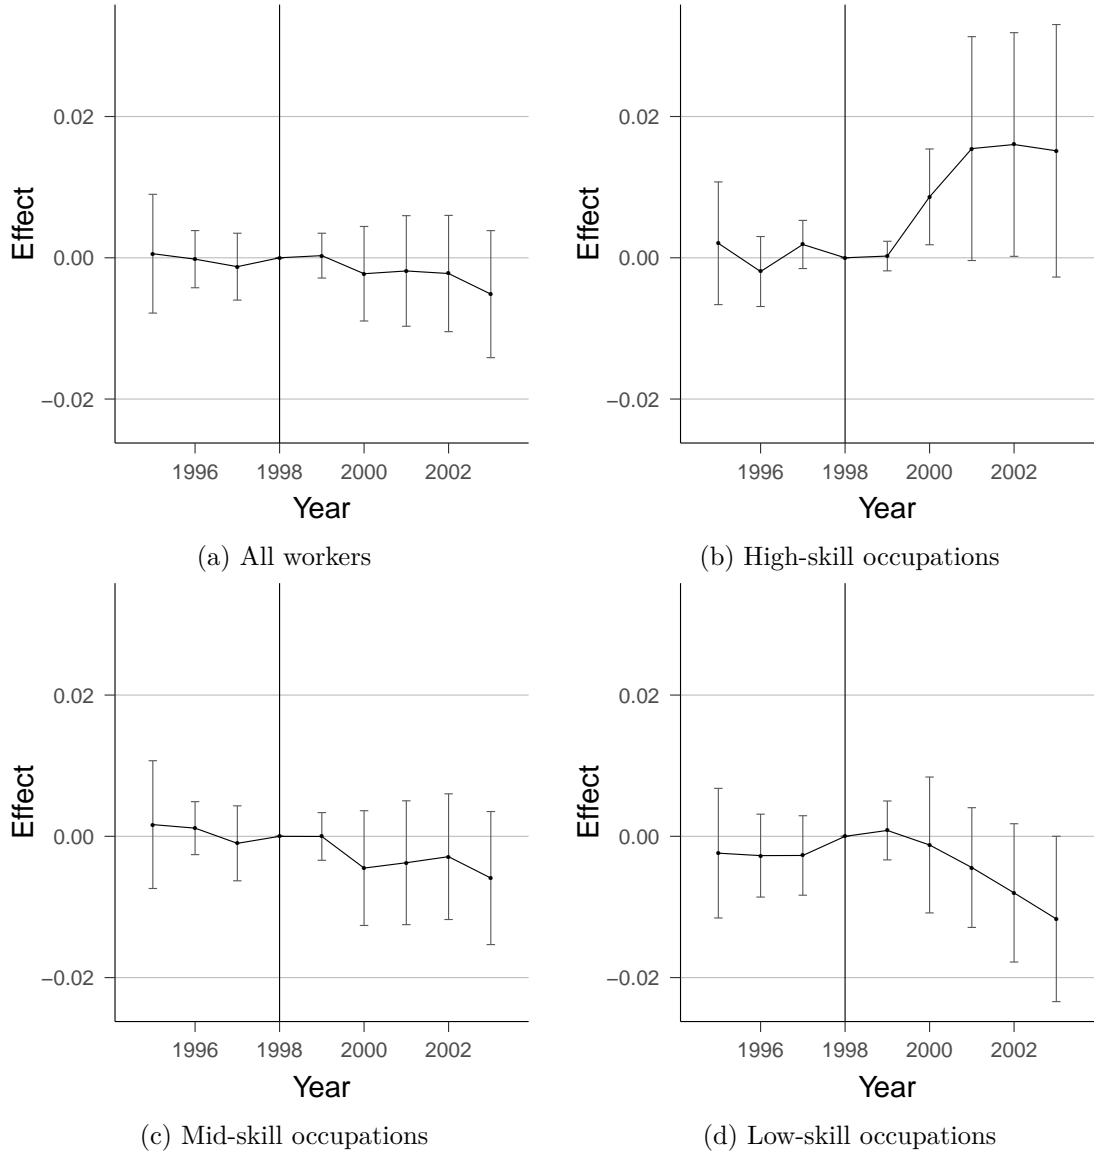 0.02
0.00
−0.02
Effect
1996 1998 2000 2002
Year
(a) All workers
0.02
0.00
−0.02
Effect
1996 1998 2000 2002
Year
(b) High-skill occupations
0.02
0.00
−0.02
Effect
1996 1998 2000 2002
Year
(c) Mid-skill occupations
0.02
0.00
−0.02
Effect
1996 1998 2000 2002
Year
(d) Low-skill occupations